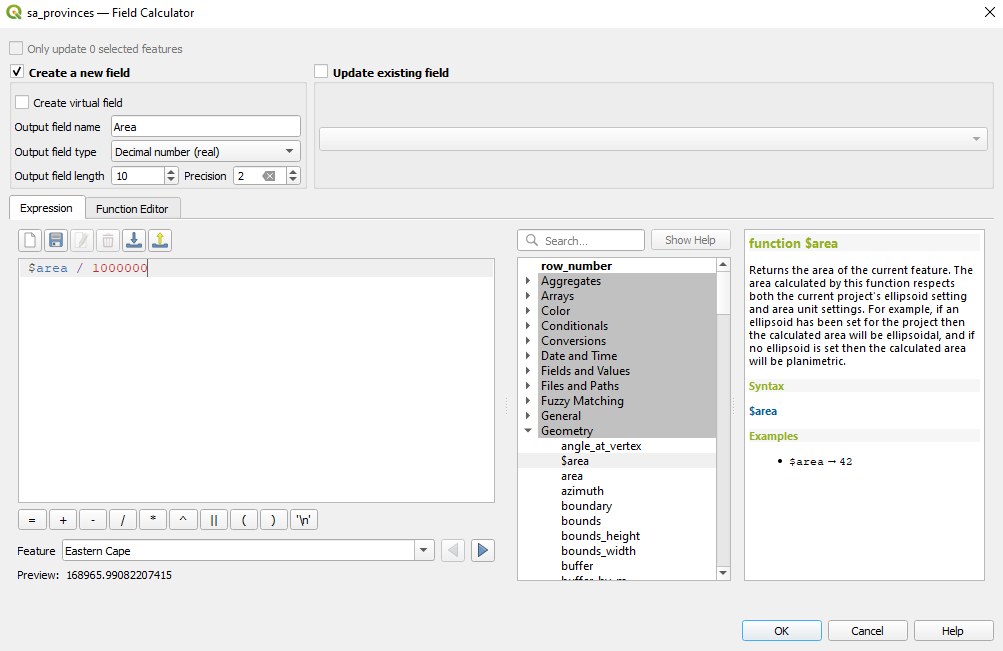 sa_provinces — Field Calculator
Only update 0 selected features
Create a new field
Update existing field
Create virtual field
Output field name
Area
Output field type
Decimal number (real)
Output field length
10
Precision
2
Expression
Function Editor
$area / 1000000
Search...
Show Help
row_number
Aggregates
Arrays
Color
Conditionals
Conversions
Date and Time
Fields and Values
Files and Paths
Fuzzy Matching
General
Geometry
angle_at_vertex
$area
area
azimuth
boundary
bounds
bounds_height
bounds_width
buffer
function $area
Returns the area of the current feature. The
area calculated by this function respects
both the current project's ellipsoid setting
and area unit settings. For example, if an
ellipsoid has been set for the project then
the calculated area will be ellipsoidal, and if
no ellipsoid is set then the calculated area
will be planimetric.
Syntax
$area
Examples
• $area → 42
= + - / * ^ || ( ) '\n'
Feature
Eastern Cape
Preview: 168965.99082207415
OK
Cancel
Help